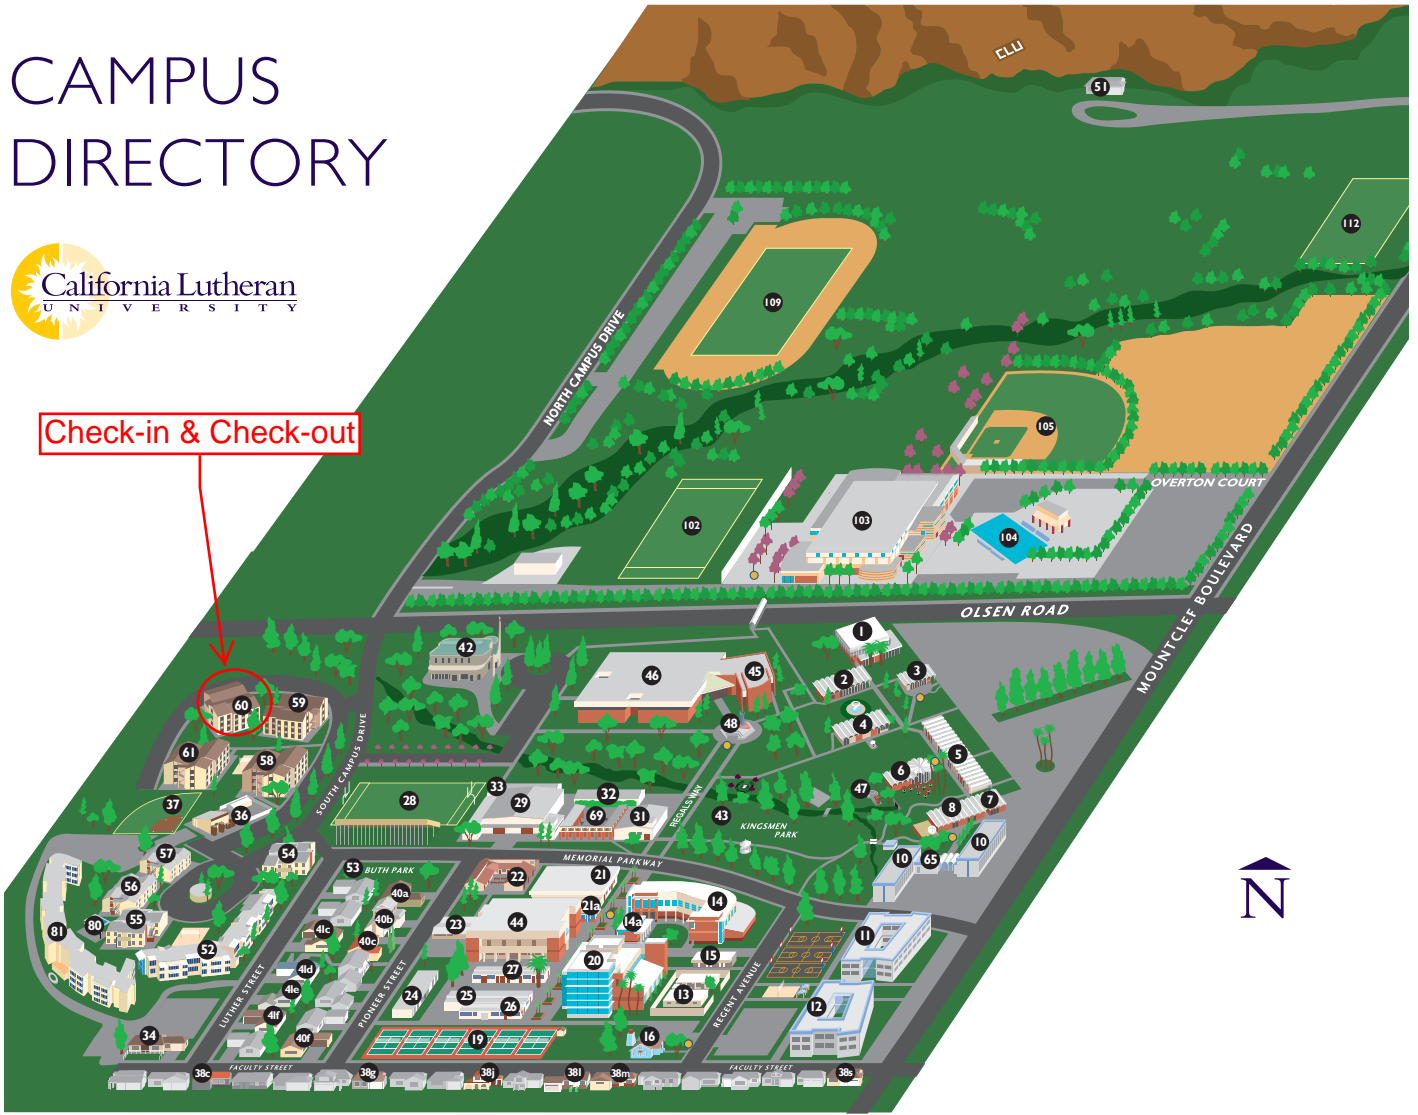 CAMPUS
DIRECTORY
California Lutheran
UNIVERSITY
Check-in & Check-out
CLU
51
112
109
NORTH CAMPUS DRIVE
105
OVERTON COURT
102
103
104
MOUNTCLEF BOULEVARD
OLSEN ROAD
1
42
46
45
2
3
60
59
4
48
5
61
58
6
SOUTH CAMPUS DRIVE
33
47
37
36
28
29
32
69
31
REGALS WAY
43
KINGSMEN
PARK
8
7
57
54
53
BUTH PARK
MEMORIAL PARKWAY
10
65
10
56
22
21
40a
80
55
81
52
41c
40b
40c
23
44
21a
14a
14
11
41d
27
20
15
41e
24
25
26
13
12
LUTHER STREET
PIONEER STREET
REGENT AVENUE
41f
40f
34
19
16
38c
FACULTY STREET
38g
38j
38l
38m
FACULTY STREET
38s
N